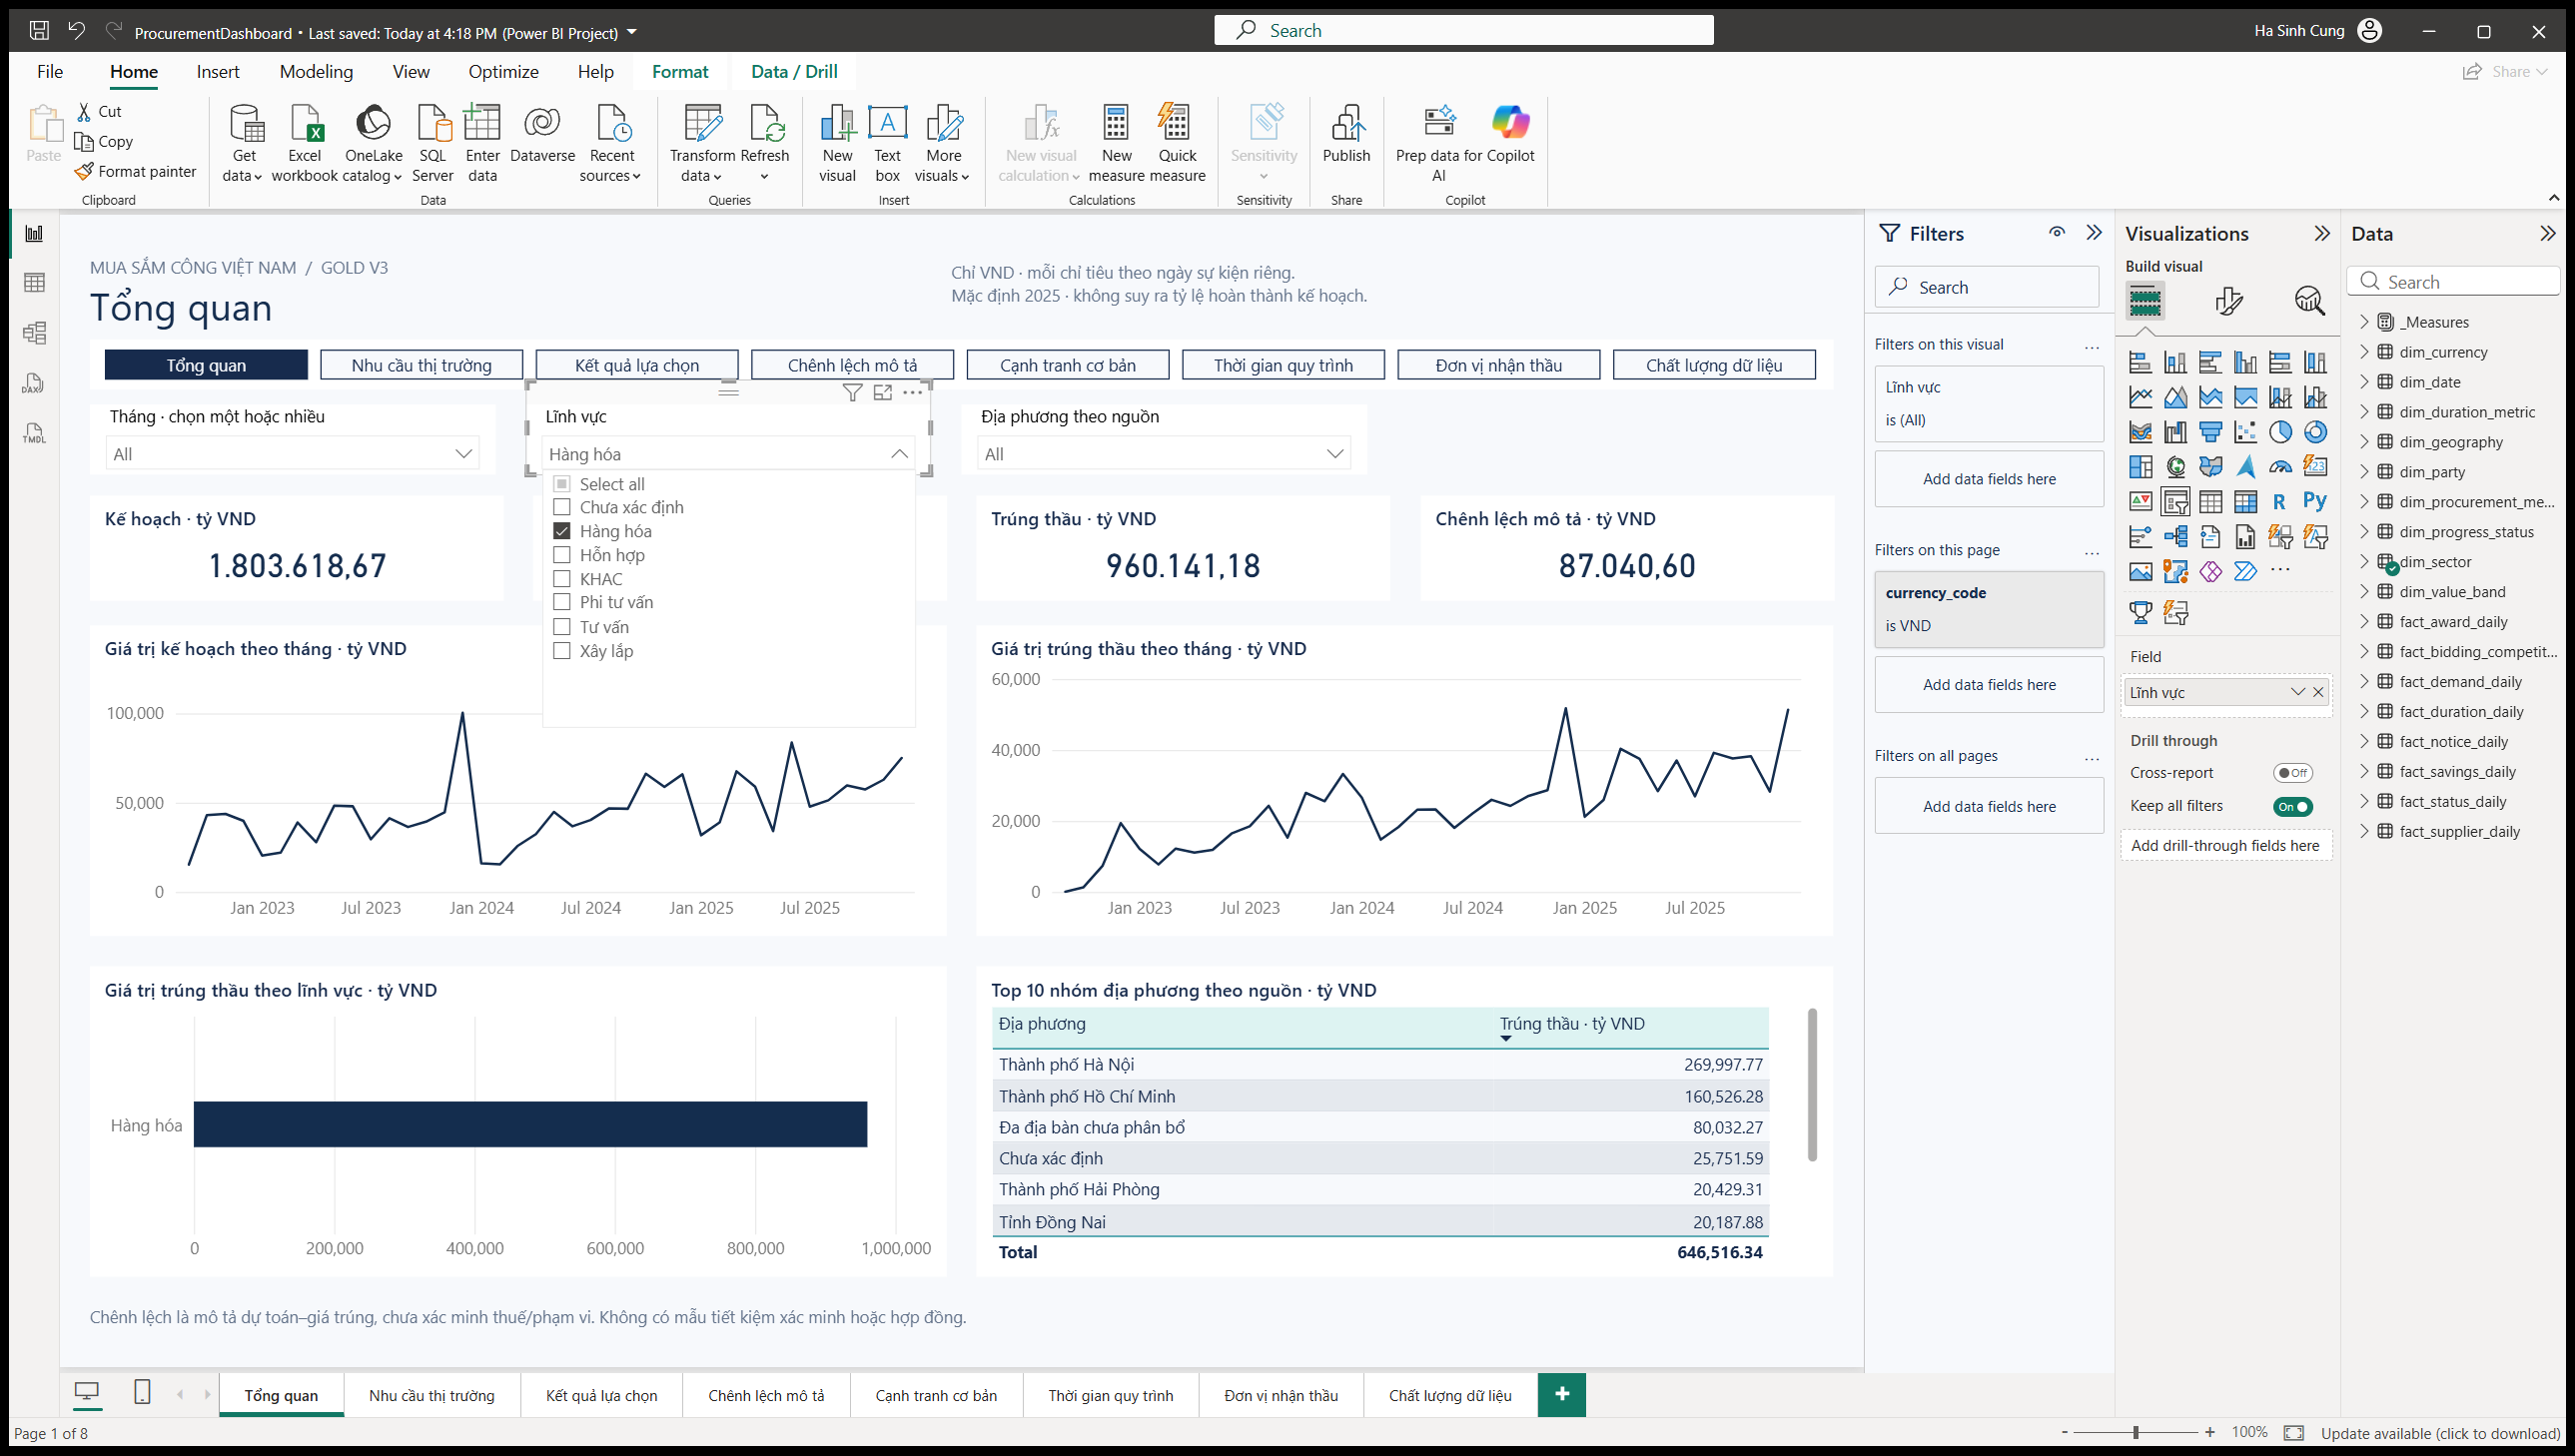 ProcurementDashboard • Last saved: Today at 4:18 PM (Power BI Project)
Search
Ha Sinh Cung
File Home Insert Modeling View Optimize Help Format Data / Drill
Share
Paste
Cut
Copy
Format painter
Clipboard
Get data
Excel workbook
OneLake catalog
SQL Server
Enter data
Dataverse
Recent sources
Data
Transform data
Refresh
Queries
New visual
Text box
More visuals
Insert
New visual calculation
New measure
Quick measure
Calculations
Sensitivity
Sensitivity
Publish
Share
Prep data for AI
Copilot
Copilot
MUA SẮM CÔNG VIỆT NAM / GOLD V3
Tổng quan
Chỉ VND · mỗi chỉ tiêu theo ngày sự kiện riêng.
Mặc định 2025 · không suy ra tỷ lệ hoàn thành kế hoạch.
Tổng quan
Nhu cầu thị trường
Kết quả lựa chọn
Chênh lệch mô tả
Cạnh tranh cơ bản
Thời gian quy trình
Đơn vị nhận thầu
Chất lượng dữ liệu
Tháng · chọn một hoặc nhiều
All
Lĩnh vực
Hàng hóa
Select all
Chưa xác định
Hàng hóa
Hỗn hợp
KHAC
Phi tư vấn
Tư vấn
Xây lắp
Địa phương theo nguồn
All
Kế hoạch · tỷ VND
1.803.618,67
Trúng thầu · tỷ VND
960.141,18
Chênh lệch mô tả · tỷ VND
87.040,60
Giá trị kế hoạch theo tháng · tỷ VND
100,000
50,000
0
Jan 2023 Jul 2023 Jan 2024 Jul 2024 Jan 2025 Jul 2025
Giá trị trúng thầu theo tháng · tỷ VND
60,000
40,000
20,000
0
Jan 2023 Jul 2023 Jan 2024 Jul 2024 Jan 2025 Jul 2025
Giá trị trúng thầu theo lĩnh vực · tỷ VND
Hàng hóa
0 200,000 400,000 600,000 800,000 1,000,000
Top 10 nhóm địa phương theo nguồn · tỷ VND
Địa phương Trúng thầu · tỷ VND
Thành phố Hà Nội 269,997.77
Thành phố Hồ Chí Minh 160,526.28
Đa địa bàn chưa phân bổ 80,032.27
Chưa xác định 25,751.59
Thành phố Hải Phòng 20,429.31
Tỉnh Đồng Nai 20,187.88
Total 646,516.34
Chênh lệch là mô tả dự toán–giá trúng, chưa xác minh thuế/phạm vi. Không có mẫu tiết kiệm xác minh hoặc hợp đồng.
Filters
Search
Filters on this visual
Lĩnh vực
is (All)
Add data fields here
Filters on this page
currency_code
is VND
Add data fields here
Filters on all pages
Add data fields here
Visualizations
Build visual
123
R
Py
Field
Lĩnh vực
Drill through
Cross-report Off
Keep all filters On
Add drill-through fields here
Data
Search
_Measures
dim_currency
dim_date
dim_duration_metric
dim_geography
dim_party
dim_procurement_me...
dim_progress_status
dim_sector
dim_value_band
fact_award_daily
fact_bidding_competit...
fact_demand_daily
fact_duration_daily
fact_notice_daily
fact_savings_daily
fact_status_daily
fact_supplier_daily
DAX
TMDL
Tổng quan
Nhu cầu thị trường
Kết quả lựa chọn
Chênh lệch mô tả
Cạnh tranh cơ bản
Thời gian quy trình
Đơn vị nhận thầu
Chất lượng dữ liệu
Page 1 of 8
100%
Update available (click to download)